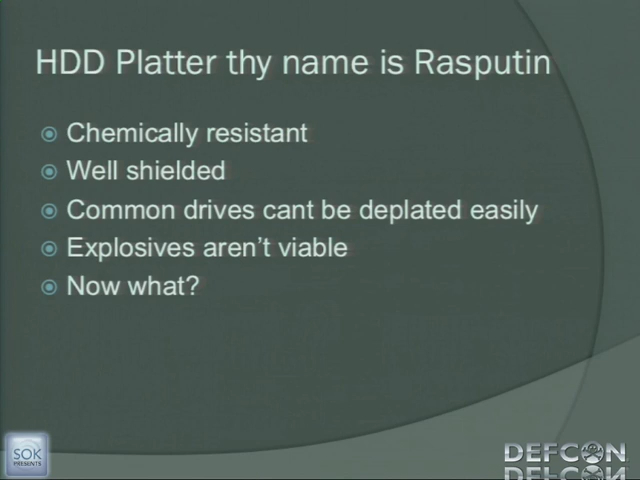 HDD Platter thy name is Rasputin
Chemically resistant
Well shielded
Common drives cant be deplated easily
Explosives aren't viable
Now what?
SOK
PRESENTS
DEFCON